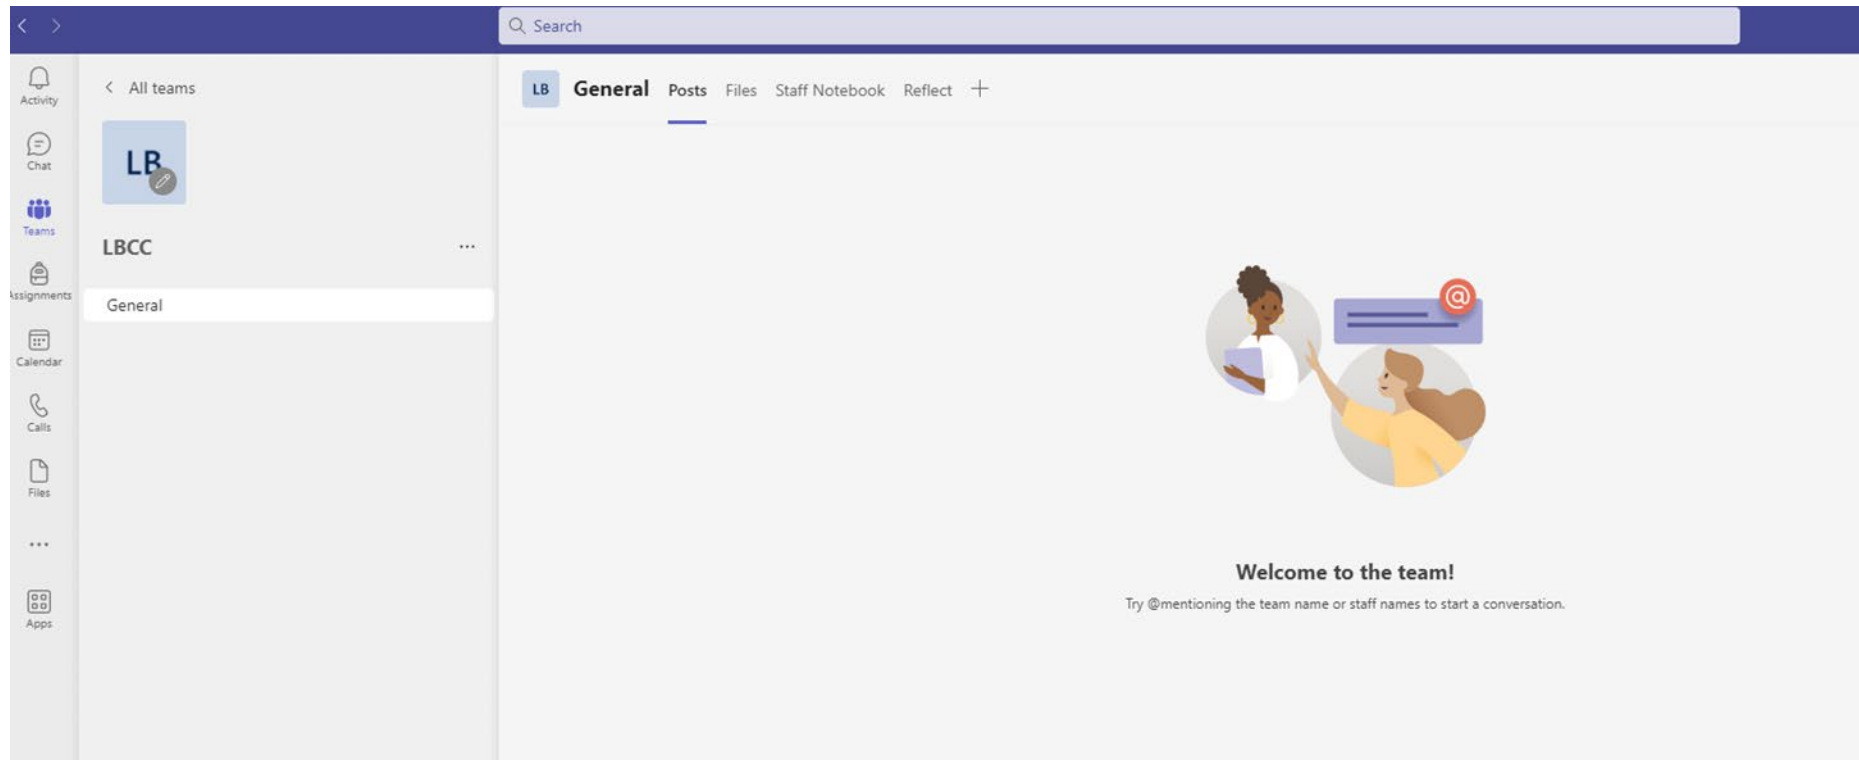 Search
Activity
Chat
Teams
Assignments
Calendar
Calls
Files
Apps
All teams
LB
LBCC
General
LB General Posts Files Staff Notebook Reflect
@
Welcome to the team!
Try @mentioning the team name or staff names to start a conversation.